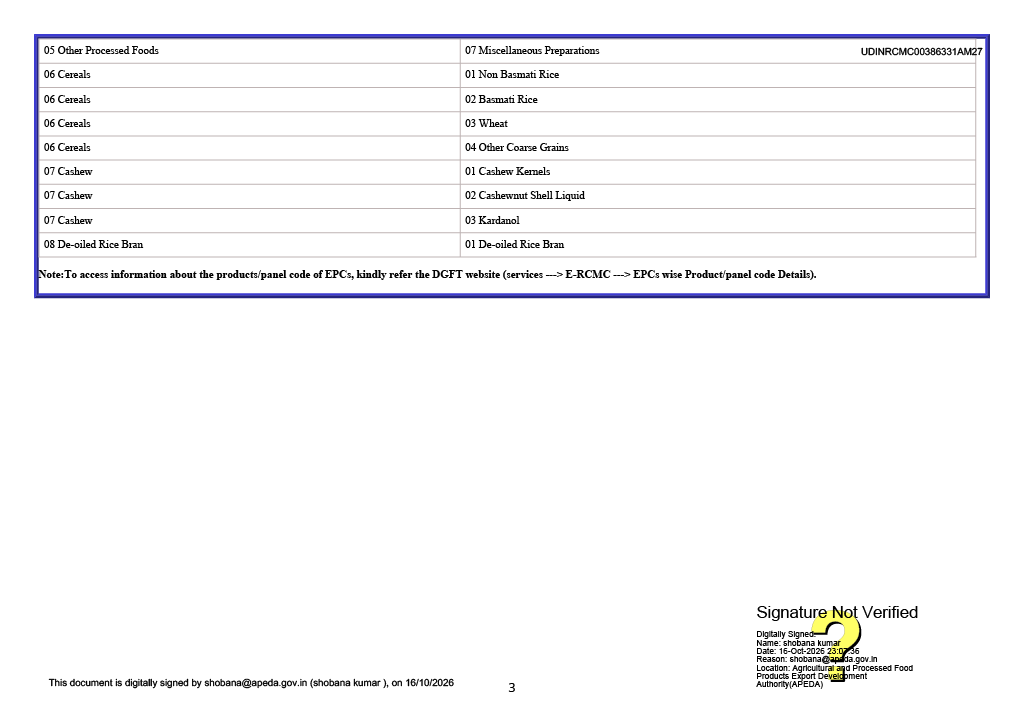 UDINRCMC00386331AM27
05 Other Processed Foods 07 Miscellaneous Preparations
06 Cereals 01 Non Basmati Rice
06 Cereals 02 Basmati Rice
06 Cereals 03 Wheat
06 Cereals 04 Other Coarse Grains
07 Cashew 01 Cashew Kernels
07 Cashew 02 Cashewnut Shell Liquid
07 Cashew 03 Kardanol
08 De-oiled Rice Bran 01 De-oiled Rice Bran
Note:To access information about the products/panel code of EPCs, kindly refer the DGFT website (services ---> E-RCMC ---> EPCs wise Product/panel code Details).
Signature Not Verified
Digitally Signed.
Name: shobana kumar
Date: 16-Oct-2026 23:07:36
Reason: shobana@apeda.gov.in
Location: Agricultural and Processed Food
Products Export Development
Authority(APEDA)
This document is digitally signed by shobana@apeda.gov.in (shobana kumar ), on 16/10/2026
3